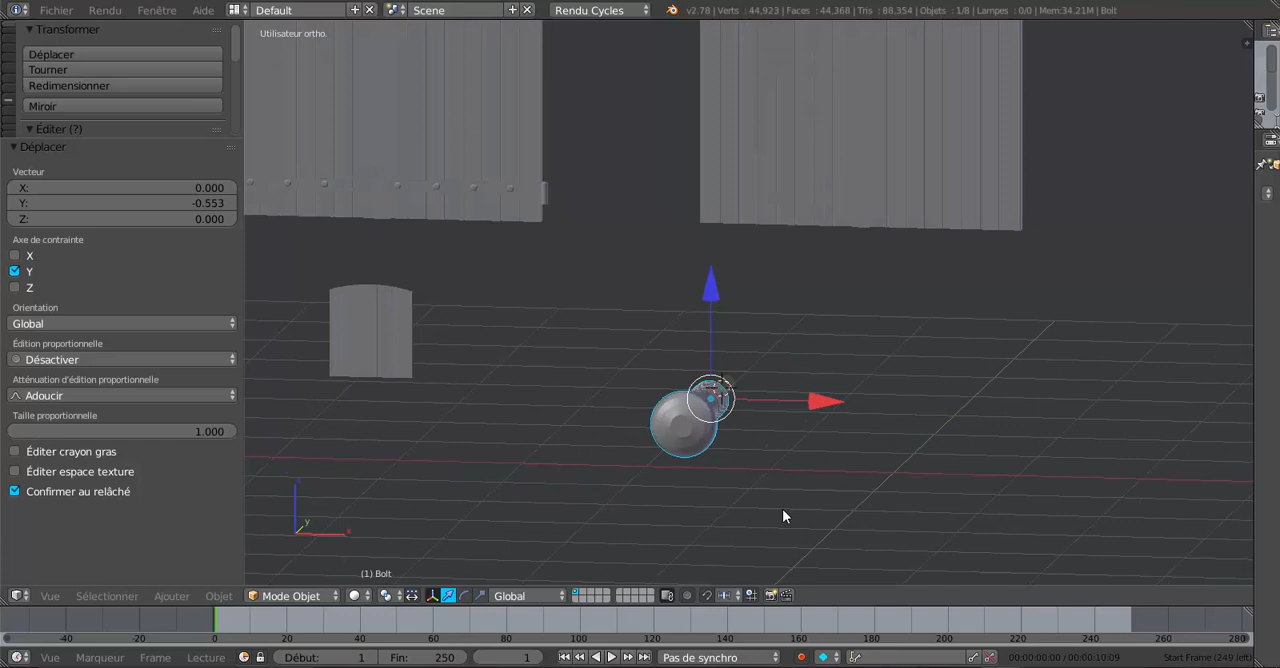 Fichier Rendu Fenêtre Aide Default Scene Rendu Cycles v2.78 | Verts : 44,923 | Faces : 44,368 | Tris : 88,354 | Objets : 1/8 | Lampes : 0/0 | Mem:34.21M | Bolt
Transformer
Déplacer
Tourner
Redimensionner
Miroir
Éditer (?)
Déplacer
Vecteur
X: 0.000
Y: -0.553
Z: 0.000
Axe de contrainte
X
Y
Z
Orientation
Global
Édition proportionnelle
Désactiver
Atténuation d'édition proportionnelle
Adoucir
Taille proportionnelle
1.000
Éditer crayon gras
Éditer espace texture
Confirmer au relâché
Utilisateur ortho.
z
y
x
(1) Bolt
Vue Sélectionner Ajouter Objet Mode Objet Global
-40 -20 0 20 40 60 80 100 120 140 160 180 200 220 240 260 280
Vue Marqueur Frame Lecture Début: 1 Fin: 250 1 Pas de synchro 00:00:00:00 / 00:00:10:09 Start Frame (249 left)